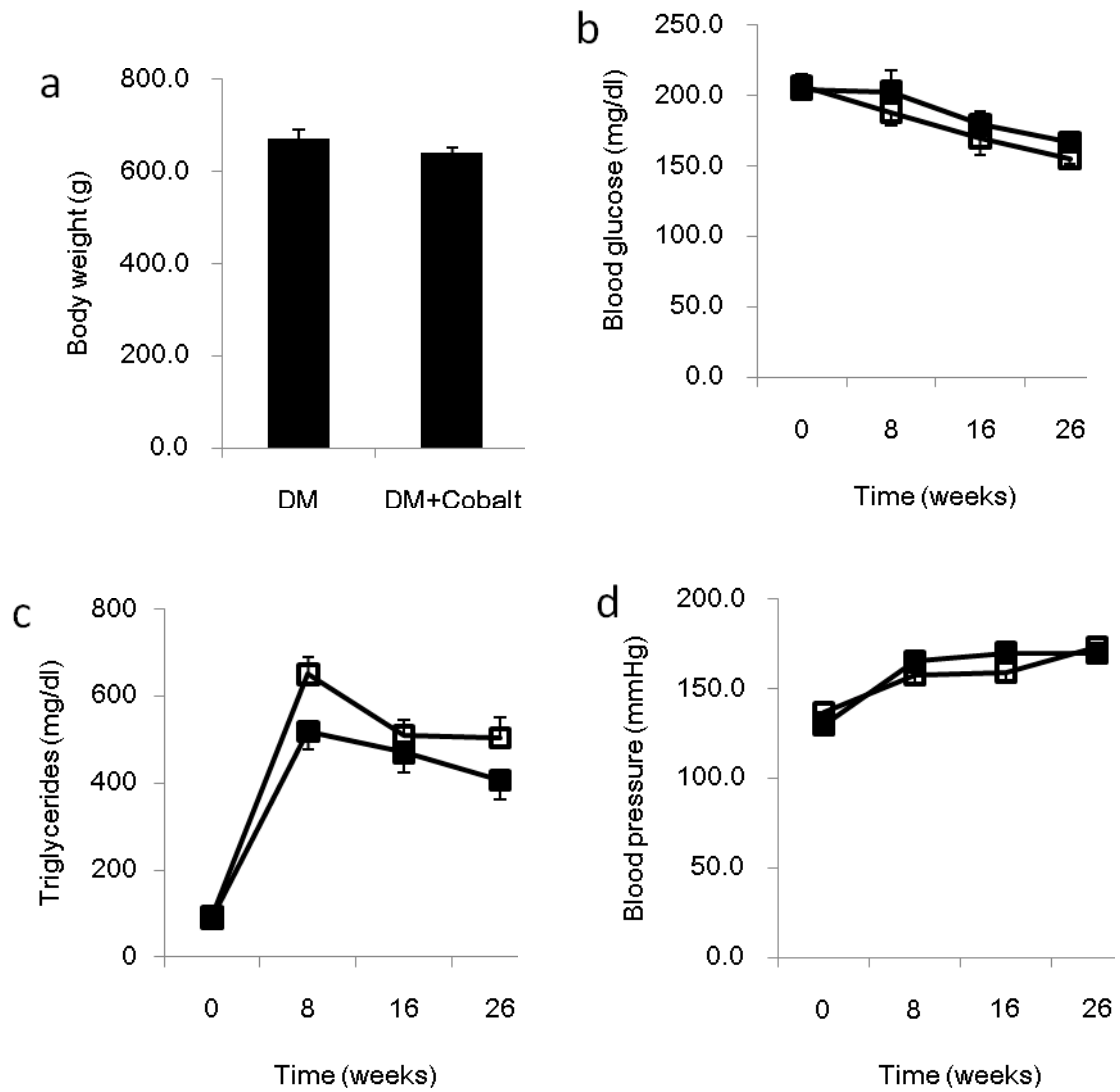 a
Body weight (g)
800.0
600.0
400.0
200.0
0.0
DM DM+Cobalt
b
Blood glucose (mg/dl)
250.0
200.0
150.0
100.0
50.0
0.0
0 8 16 26
Time (weeks)
c
Triglycerides (mg/dl)
800
600
400
200
0
0 8 16 26
Time (weeks)
d
Blood pressure (mmHg)
200.0
150.0
100.0
50.0
0.0
0 8 16 26
Time (weeks)